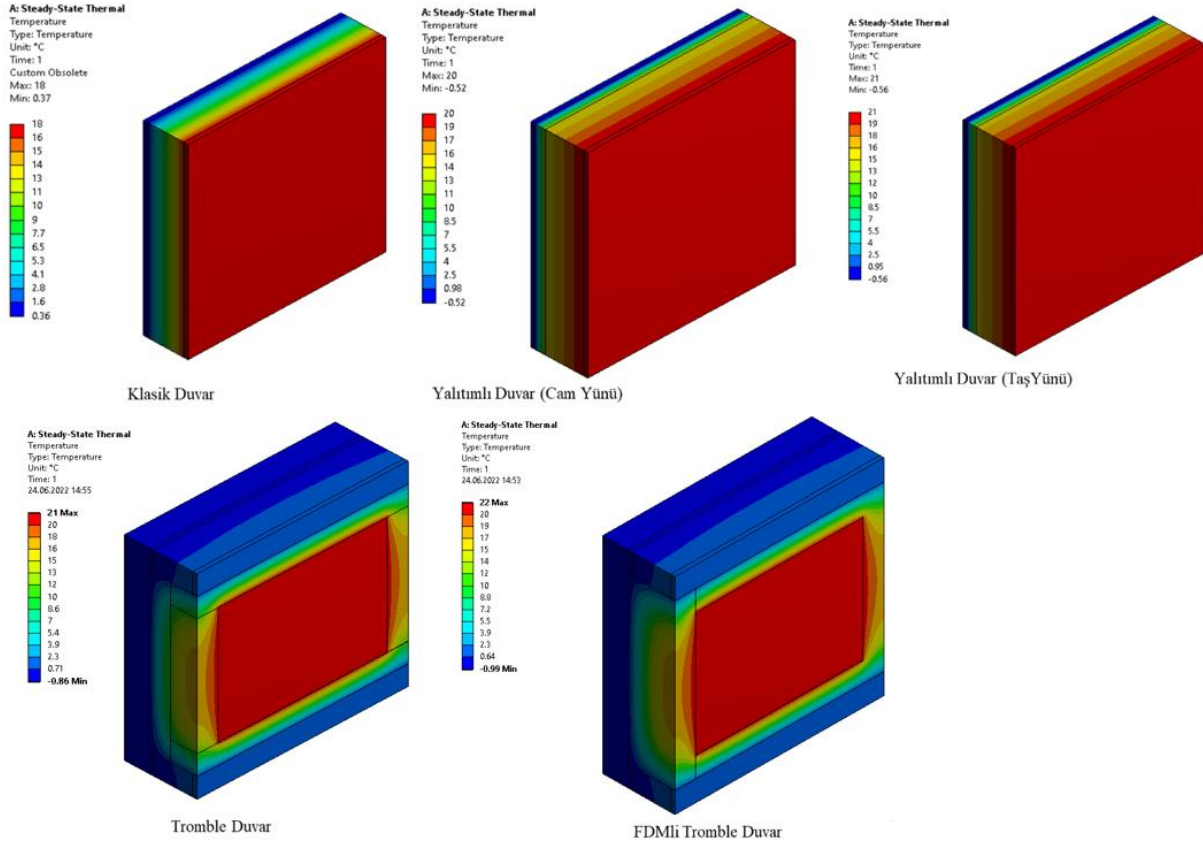 A: Steady-State Thermal
Temperature
Type: Temperature
Unit: °C
Time: 1
Custom Obsolete
Max: 18
Min: 0.37
18
16
15
14
13
11
10
9
7.7
6.5
5.3
4.1
2.8
1.6
0.36
Klasik Duvar
A: Steady-State Thermal
Temperature
Type: Temperature
Unit: °C
Time: 1
Max: 20
Min: -0.52
20
19
17
16
14
13
11
10
8.5
7
5.5
4
2.5
0.98
-0.52
Yalıtımlı Duvar (Cam Yünü)
A: Steady-State Thermal
Temperature
Type: Temperature
Unit: °C
Time: 1
Max: 21
Min: -0.56
21
19
18
16
15
13
12
10
8.5
7
5.5
4
2.5
0.95
-0.56
Yalıtımlı Duvar (TaşYünü)
A: Steady-State Thermal
Temperature
Type: Temperature
Unit: °C
Time: 1
24.06.2022 14:55
21 Max
20
18
16
15
13
12
10
8.6
7
5.4
3.9
2.3
0.71
-0.86 Min
Tromble Duvar
A: Steady-State Thermal
Temperature
Type: Temperature
Unit: °C
Time: 1
24.06.2022 14:53
22 Max
20
19
17
15
14
12
10
8.8
7.2
5.5
3.9
2.3
0.64
-0.99 Min
FDMli Tromble Duvar